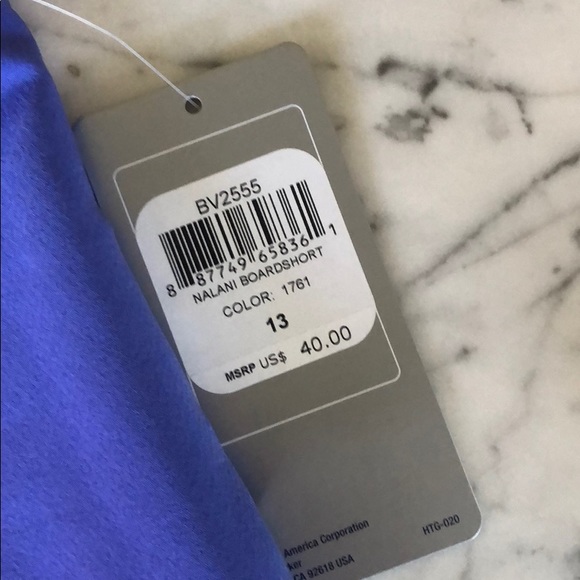 BV2555
8 87749 65836 1
NALANI BOARDSHORT
COLOR: 1761
13
MSRP US$ 40.00
America Corporation
HTG-020
CA 92618 USA